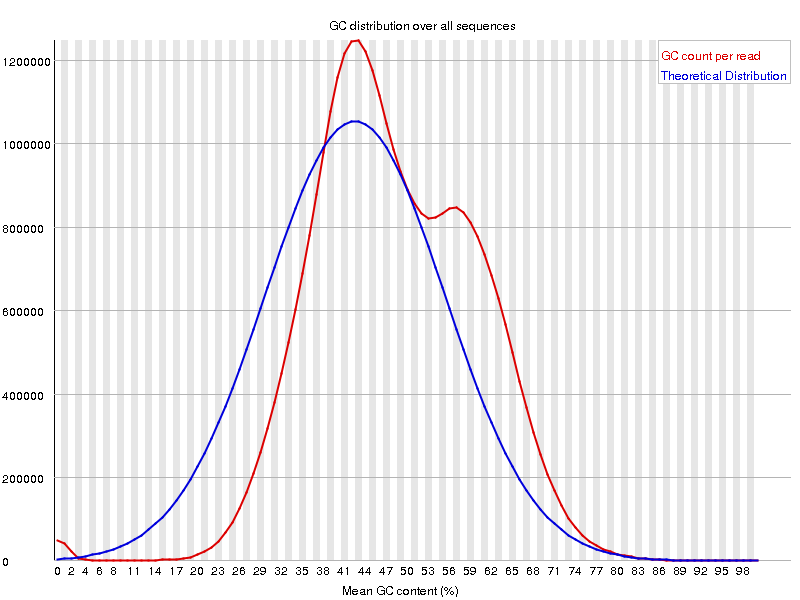 GC distribution over all sequences
GC count per read
Theoretical Distribution
1200000
1000000
800000
600000
400000
200000
0
0 2 4 6 8 11 14 17 20 23 26 29 32 35 38 41 44 47 50 53 56 59 62 65 68 71 74 77 80 83 86 89 92 95 98
Mean GC content (%)